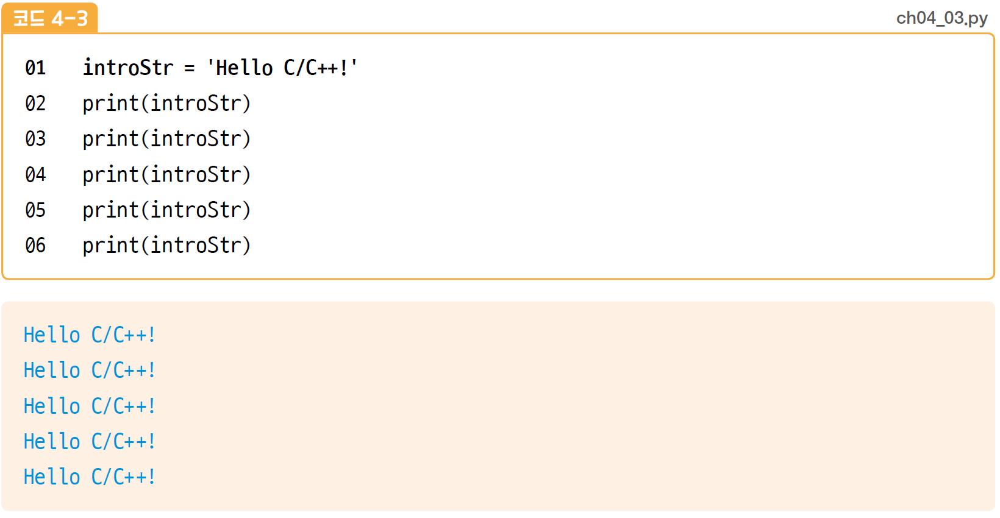 코드 4-3
ch04_03.py
01 introStr = 'Hello C/C++!'
02 print(introStr)
03 print(introStr)
04 print(introStr)
05 print(introStr)
06 print(introStr)
Hello C/C++!
Hello C/C++!
Hello C/C++!
Hello C/C++!
Hello C/C++!